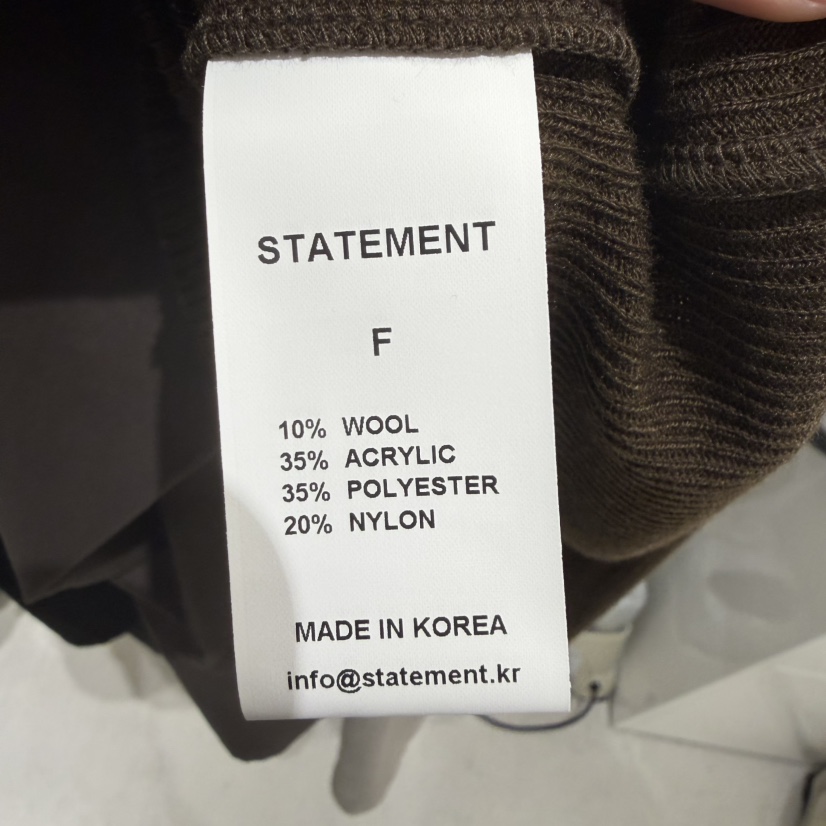 STATEMENT
F
10% WOOL
35% ACRYLIC
35% POLYESTER
20% NYLON
MADE IN KOREA
info@statement.kr